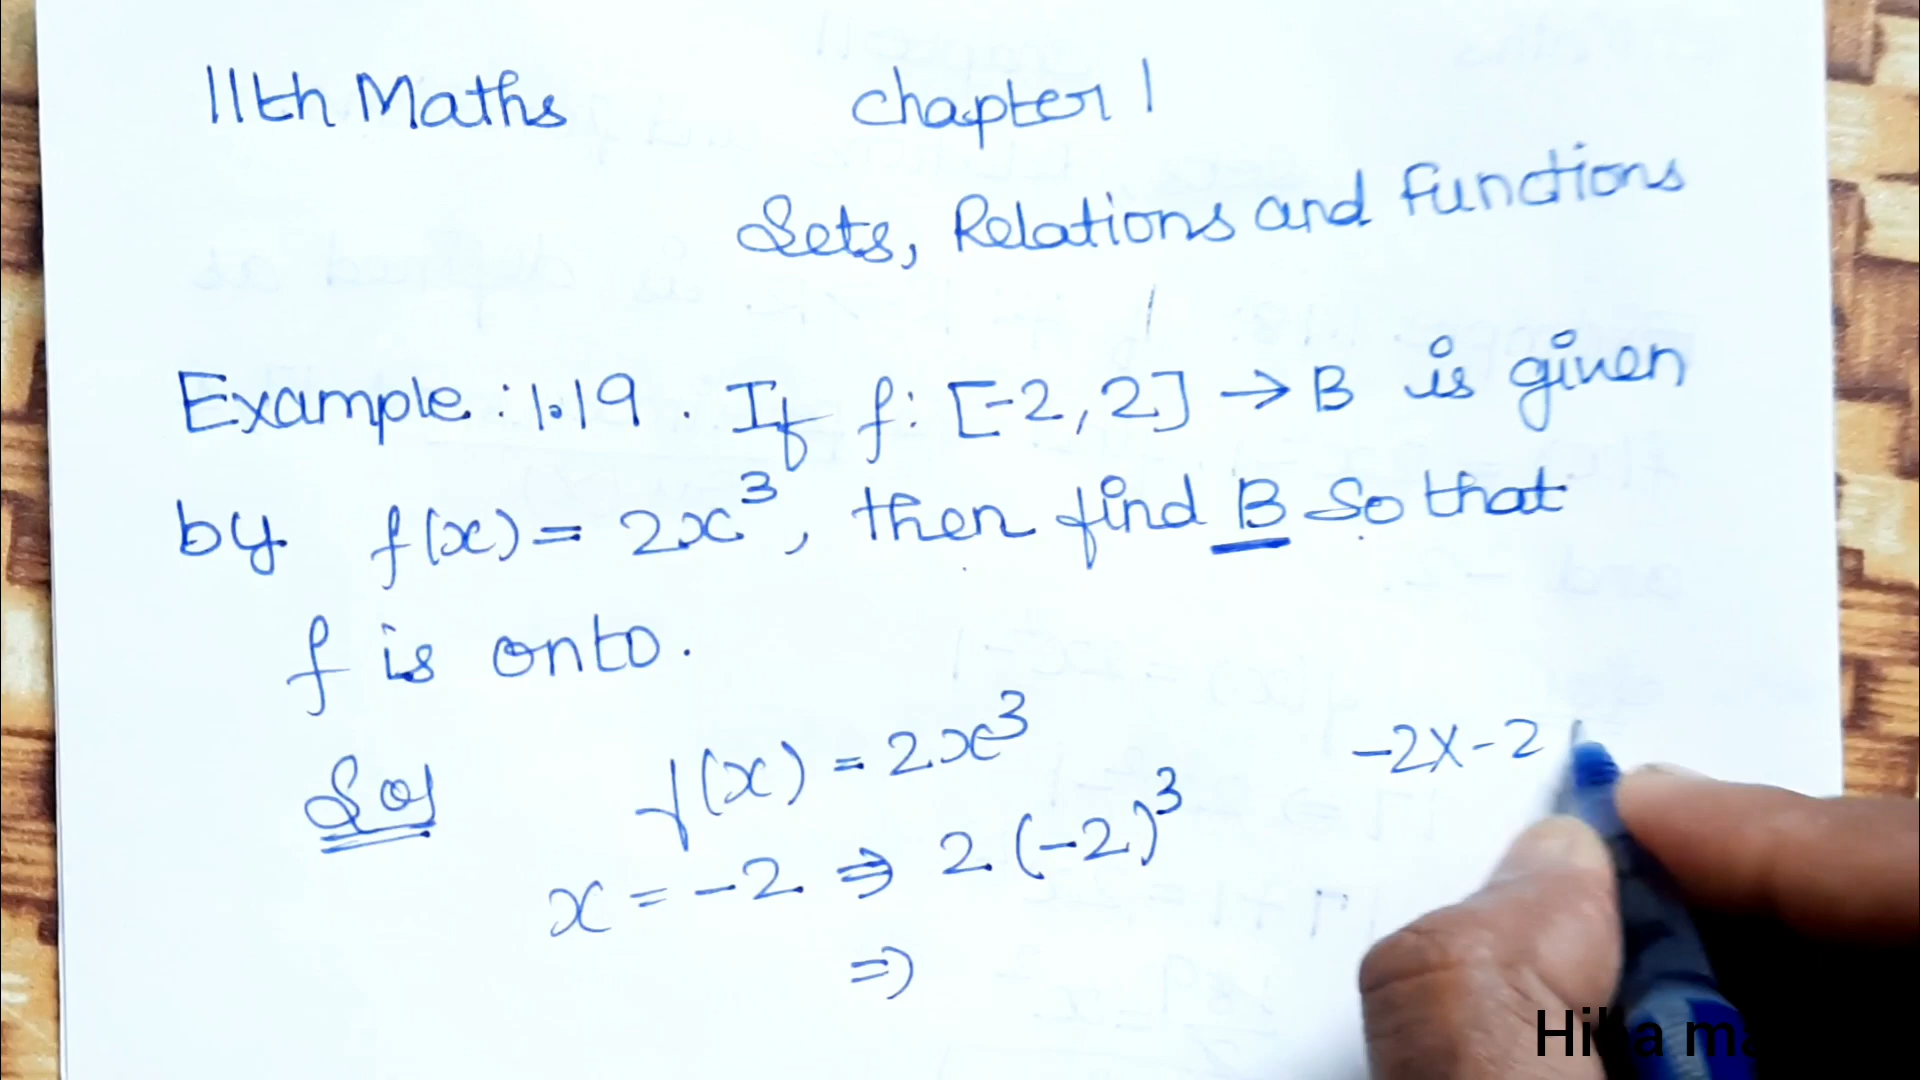 11th Maths chapter 1
Sets, Relations and Functions
Example : 1.19 . If f : [-2, 2] → B is given
by f(x) = 2x³, then find B so that
f is onto.
Sol f(x) = 2x³
x = -2 ⇒ 2 (-2)³ -2x-2
⇒